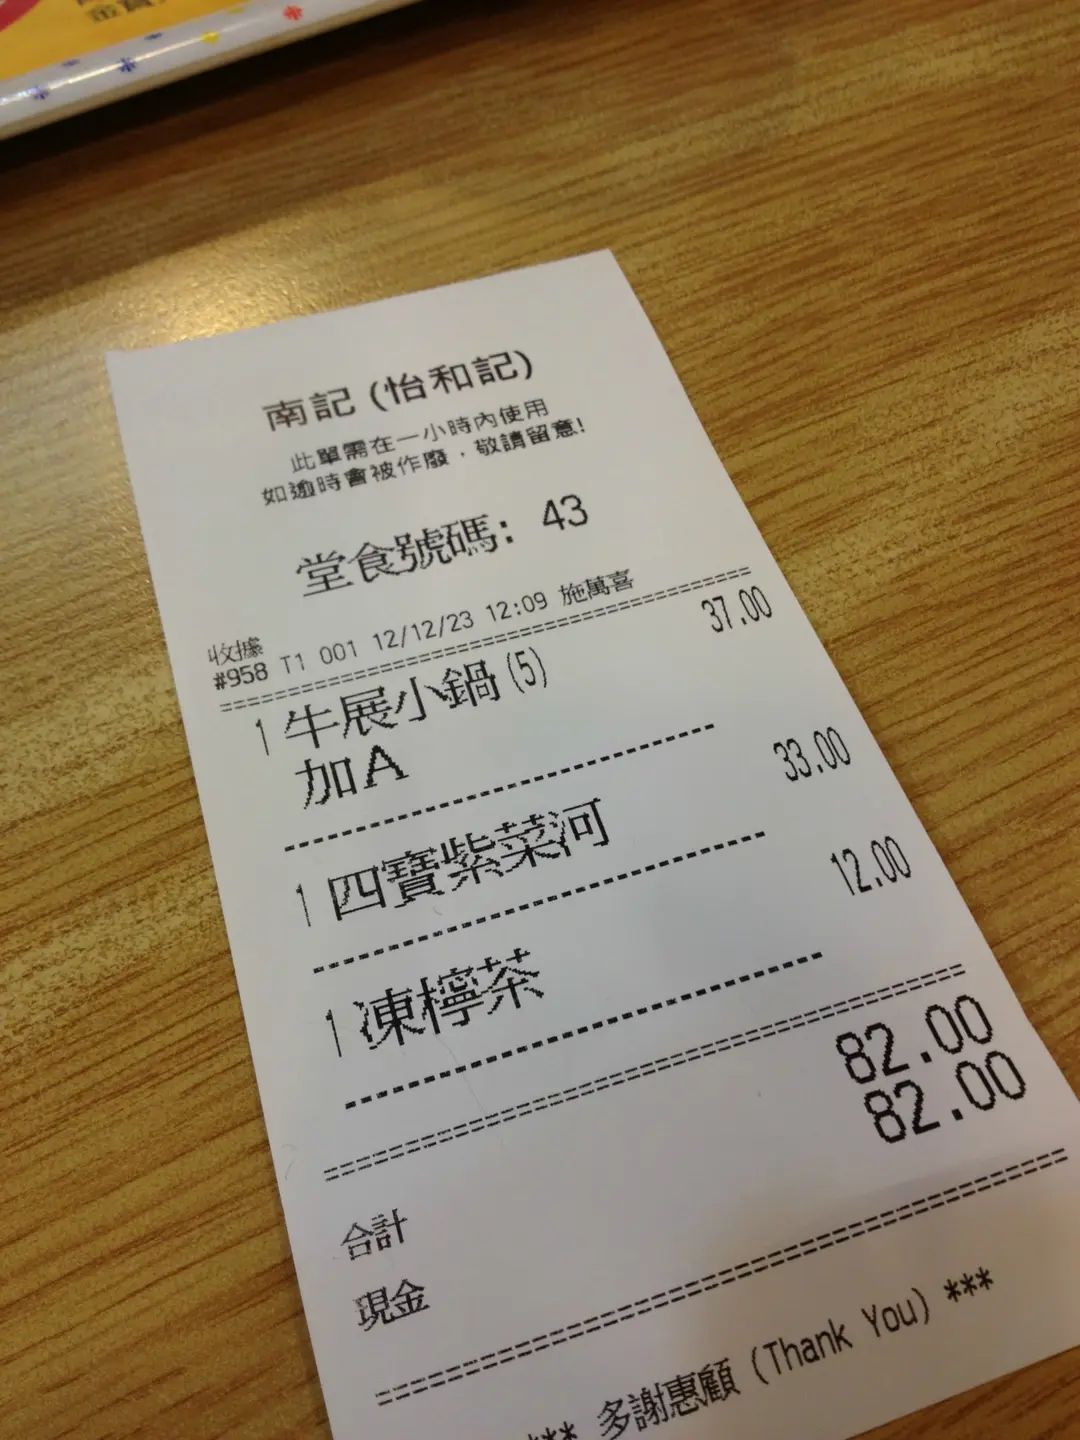 南記 (怡和記)
此單需在一小時內使用
如逾時會被作廢，敬請留意!
堂食號碼: 43
收據
#958 T1 001 12/12/23 12:09 施萬喜
1 牛展小鍋(5) 37.00
加A
1 四寶紫菜河 33.00
1 凍檸茶 12.00
合計 82.00
現金 82.00
*** 多謝惠顧 (Thank You) ***